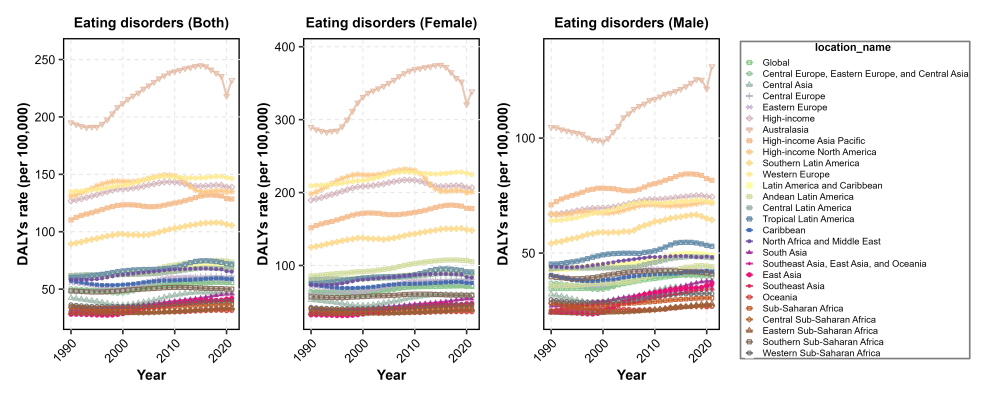 Eating disorders (Both)
Eating disorders (Female)
Eating disorders (Male)
DALYs rate (per 100,000)
250
200
150
100
50
1990
2000
2010
2020
Year
DALYs rate (per 100,000)
400
300
200
100
1990
2000
2010
2020
Year
DALYs rate (per 100,000)
100
50
1990
2000
2010
2020
Year
location_name
Global
Central Europe, Eastern Europe, and Central Asia
Central Asia
Central Europe
Eastern Europe
High-income
Australasia
High-income Asia Pacific
High-income North America
Southern Latin America
Western Europe
Latin America and Caribbean
Andean Latin America
Central Latin America
Tropical Latin America
Caribbean
North Africa and Middle East
South Asia
Southeast Asia, East Asia, and Oceania
East Asia
Southeast Asia
Oceania
Sub-Saharan Africa
Central Sub-Saharan Africa
Eastern Sub-Saharan Africa
Southern Sub-Saharan Africa
Western Sub-Saharan Africa